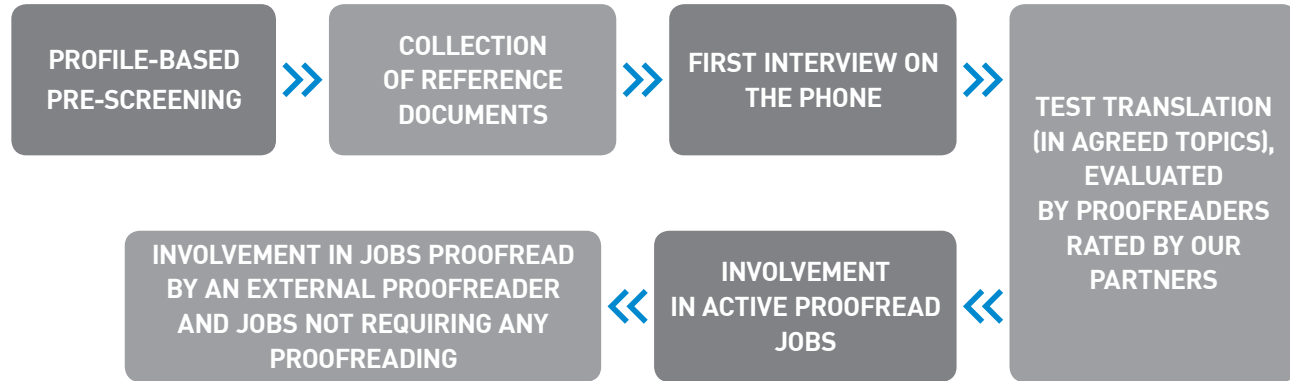 PROFILE-BASED
PRE-SCREENING
COLLECTION
OF REFERENCE
DOCUMENTS
FIRST INTERVIEW ON
THE PHONE
TEST TRANSLATION
(IN AGREED TOPICS),
EVALUATED
BY PROOFREADERS
RATED BY OUR
PARTNERS
INVOLVEMENT
IN ACTIVE PROOFREAD
JOBS
INVOLVEMENT IN JOBS PROOFREAD
BY AN EXTERNAL PROOFREADER
AND JOBS NOT REQUIRING ANY
PROOFREADING